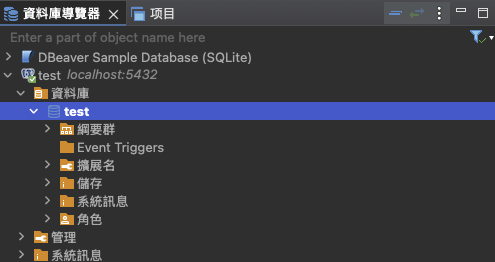 資料庫導覽器 项目
Enter a part of object name here
DBeaver Sample Database (SQLite)
test localhost:5432
資料庫
test
綱要群
Event Triggers
擴展名
儲存
系統訊息
角色
管理
系統訊息